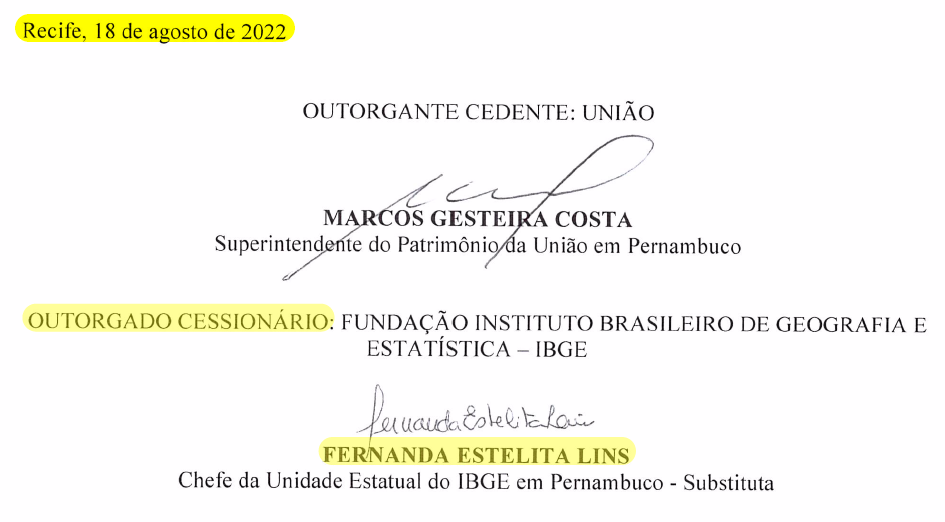 Recife, 18 de agosto de 2022
OUTORGANTE CEDENTE: UNIÃO
MARCOS GESTEIRA COSTA
Superintendente do Patrimônio da União em Pernambuco
OUTORGADO CESSIONÁRIO: FUNDAÇÃO INSTITUTO BRASILEIRO DE GEOGRAFIA E
ESTATÍSTICA – IBGE
Fernanda Estelita Lins
FERNANDA ESTELITA LINS
Chefe da Unidade Estatual do IBGE em Pernambuco - Substituta